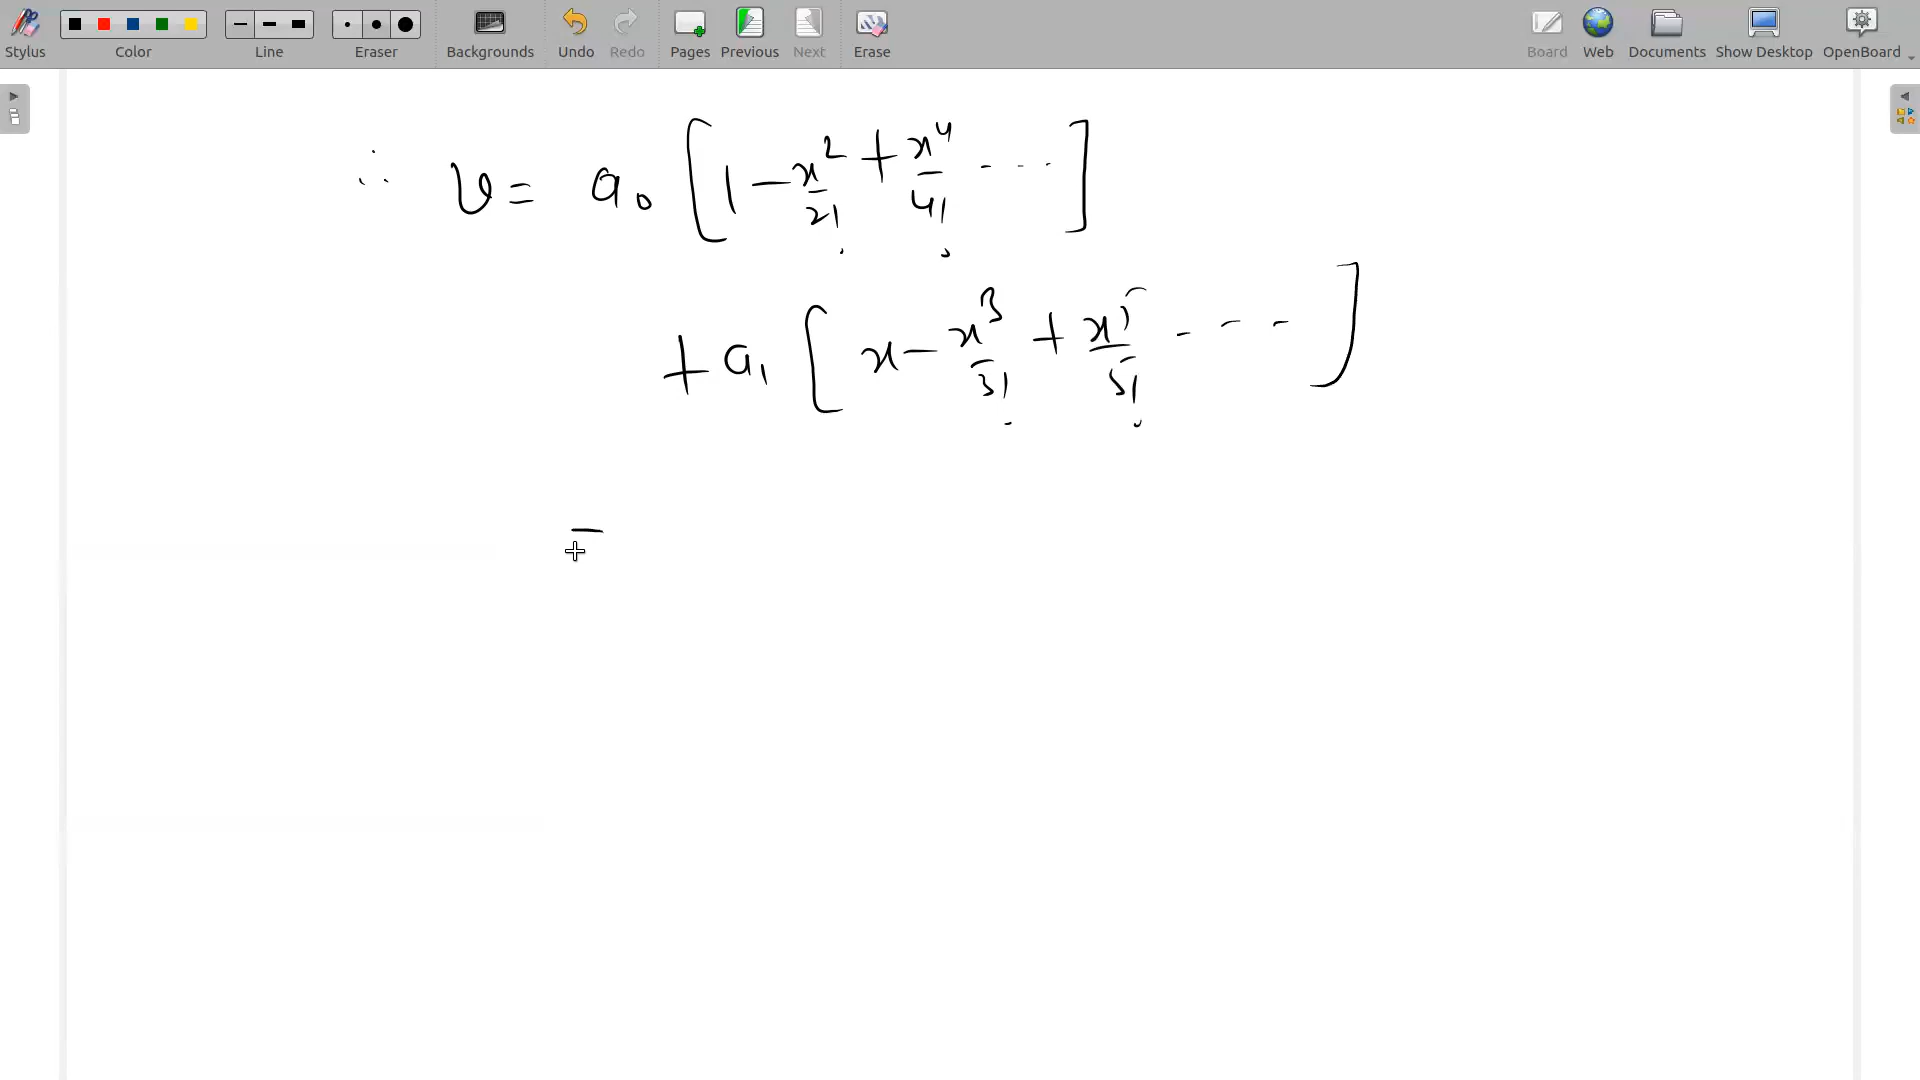 Stylus Color Line Eraser Backgrounds Undo Redo Pages Previous Next Erase Board Web Documents Show Desktop OpenBoard
∴ v = a₀ [1 - x²/2! + x⁴/4! - - - ]
+ a₁ [x - x³/3! + x⁵/5! - - - ]